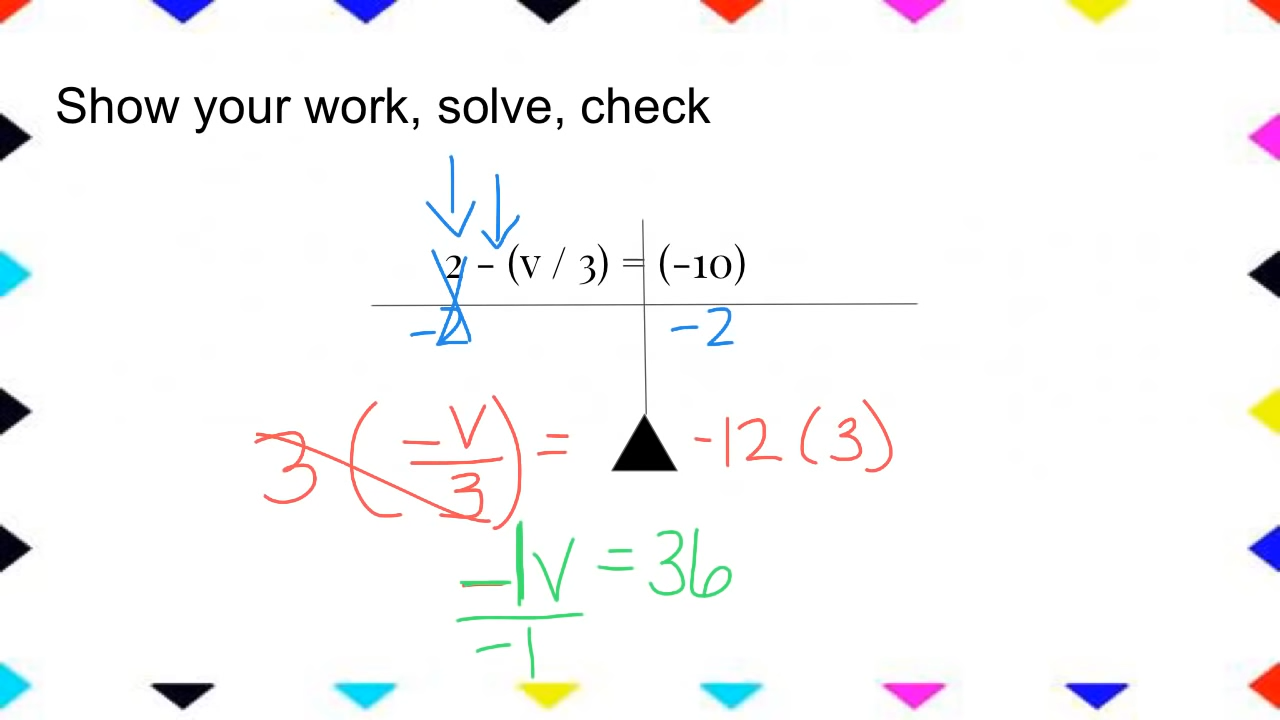 Show your work, solve, check
2 - (v / 3) = (-10)
-2 -2
3 (-v/3) = -12 (3)
-1v = 36
-1